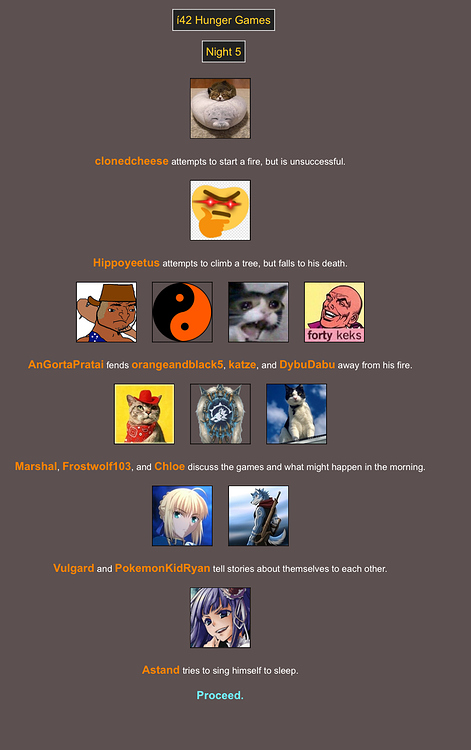 í42 Hunger Games
Night 5
clonedcheese attempts to start a fire, but is unsuccessful.
Hippoyeetus attempts to climb a tree, but falls to his death.
forty keks
AnGortaPratai fends orangeandblack5, katze, and DybuDabu away from his fire.
Marshal, Frostwolf103, and Chloe discuss the games and what might happen in the morning.
Vulgard and PokemonKidRyan tell stories about themselves to each other.
Astand tries to sing himself to sleep.
Proceed.